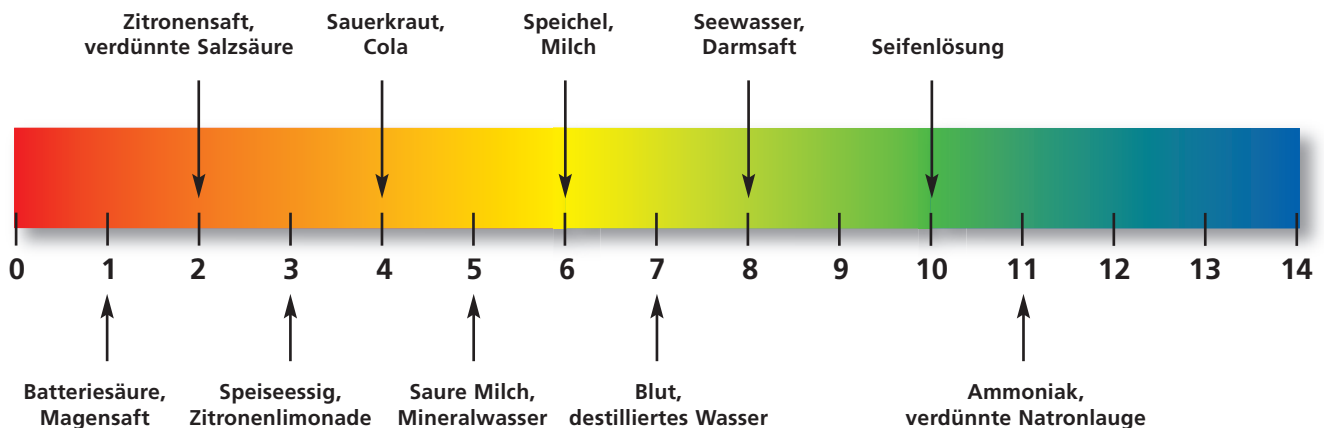 Zitronensaft,
verdünnte Salzsäure
Sauerkraut,
Cola
Speichel,
Milch
Seewasser,
Darmsaft
Seifenlösung
0 1 2 3 4 5 6 7 8 9 10 11 12 13 14
Batteriesäure,
Magensaft
Speiseessig,
Zitronenlimonade
Saure Milch,
Mineralwasser
Blut,
destilliertes Wasser
Ammoniak,
verdünnte Natronlauge